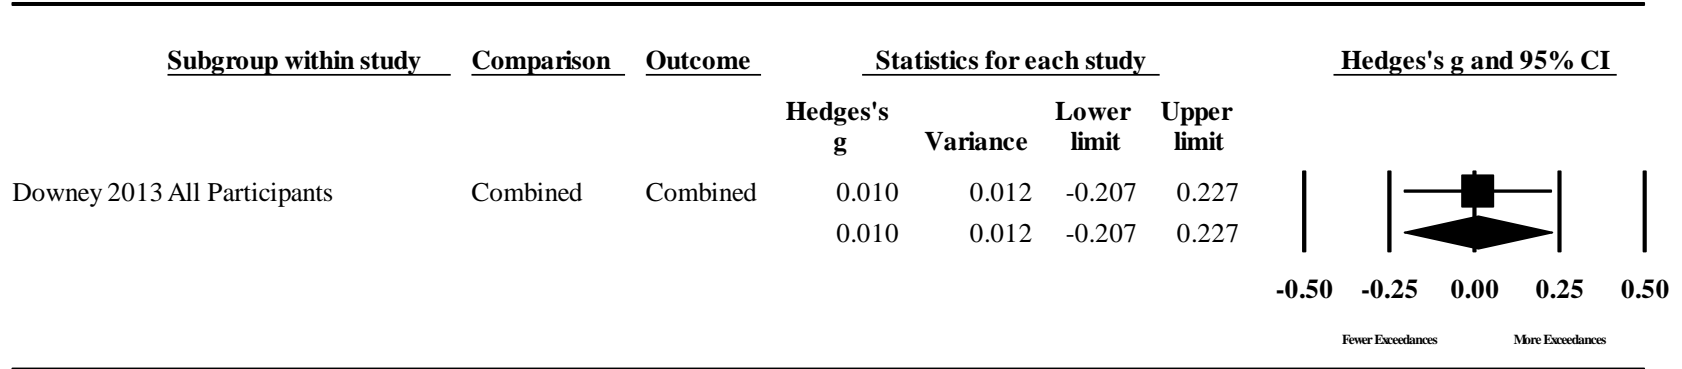 Subgroup within study Comparison Outcome Statistics for each study Hedges's g and 95% CI
Hedges's Lower Upper
g Variance limit limit
Downey 2013 All Participants Combined Combined 0.010 0.012 -0.207 0.227
0.010 0.012 -0.207 0.227
-0.50 -0.25 0.00 0.25 0.50
Fewer Exceedances More Exceedances